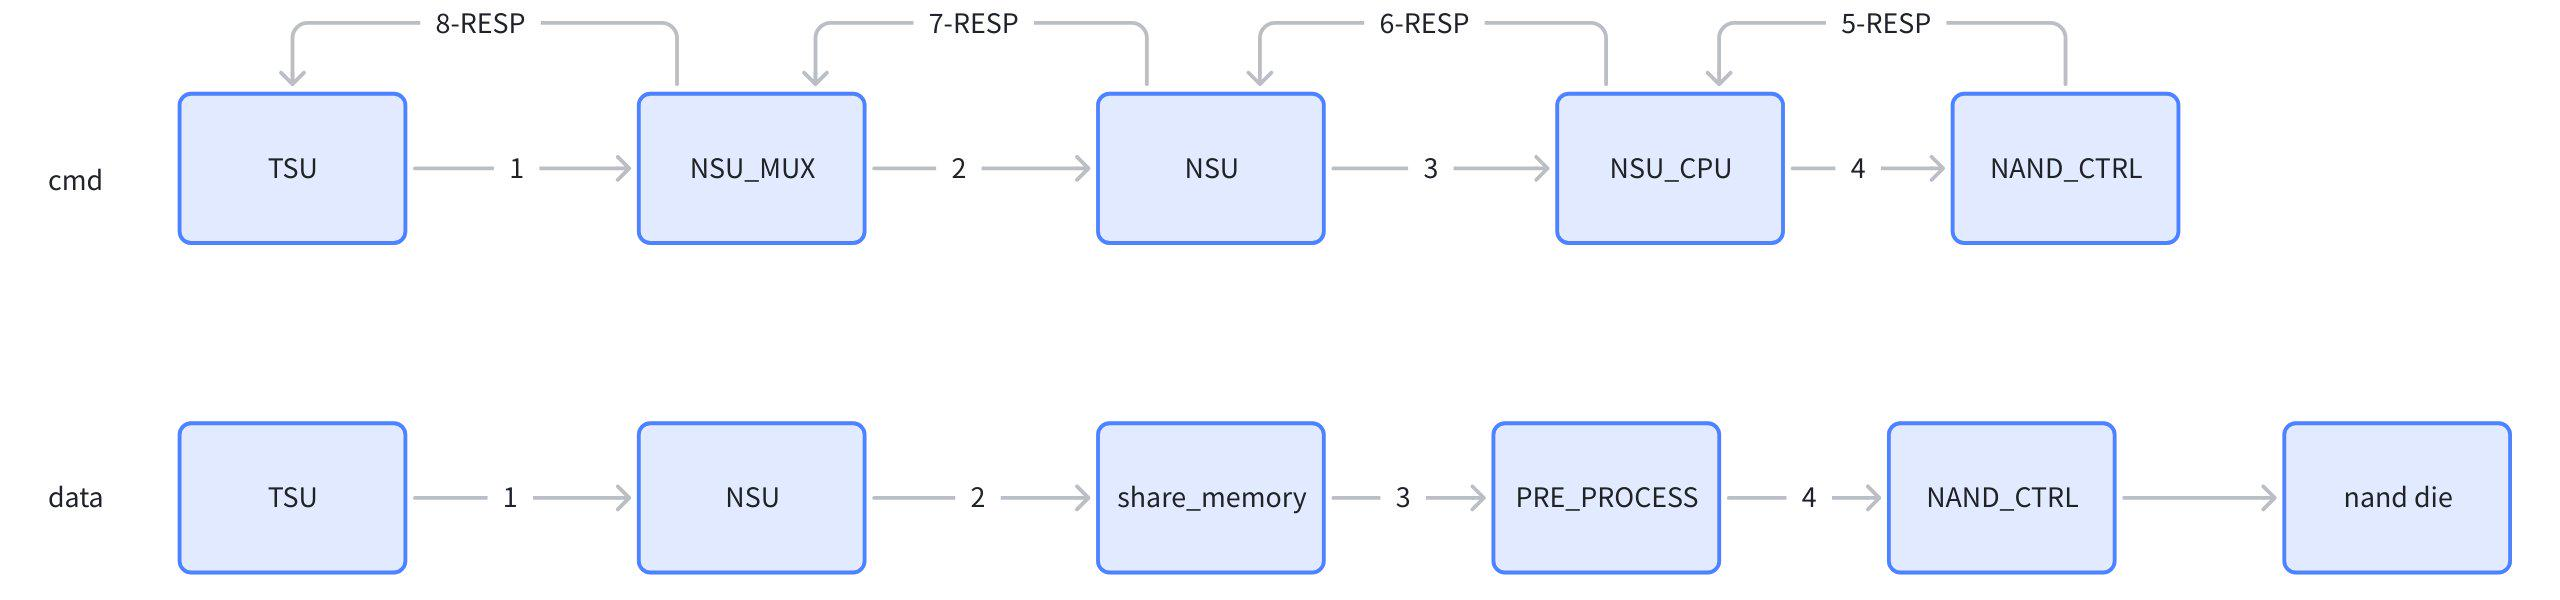 8-RESP 7-RESP 6-RESP 5-RESP
cmd TSU 1 NSU_MUX 2 NSU 3 NSU_CPU 4 NAND_CTRL
data TSU 1 NSU 2 share_memory 3 PRE_PROCESS 4 NAND_CTRL nand die